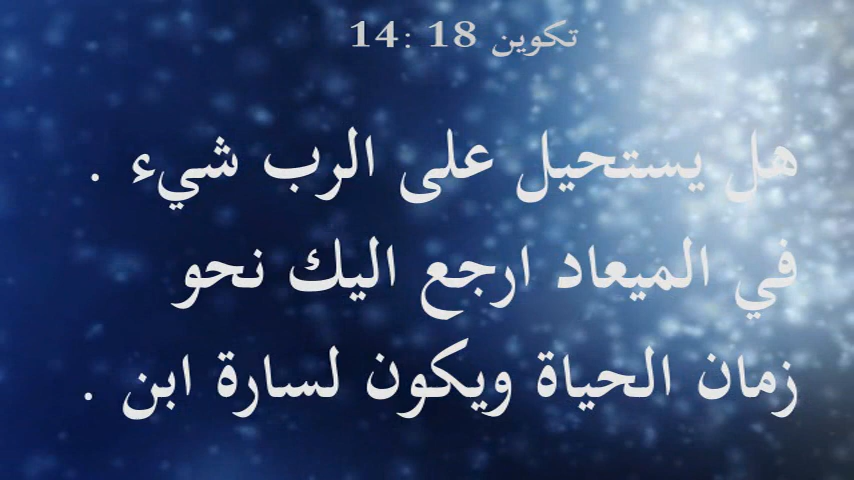 تكوين 18 :14
هل يستحيل على الرب شيء .
في الميعاد ارجع اليك نحو
زمان الحياة ويكون لسارة ابن .